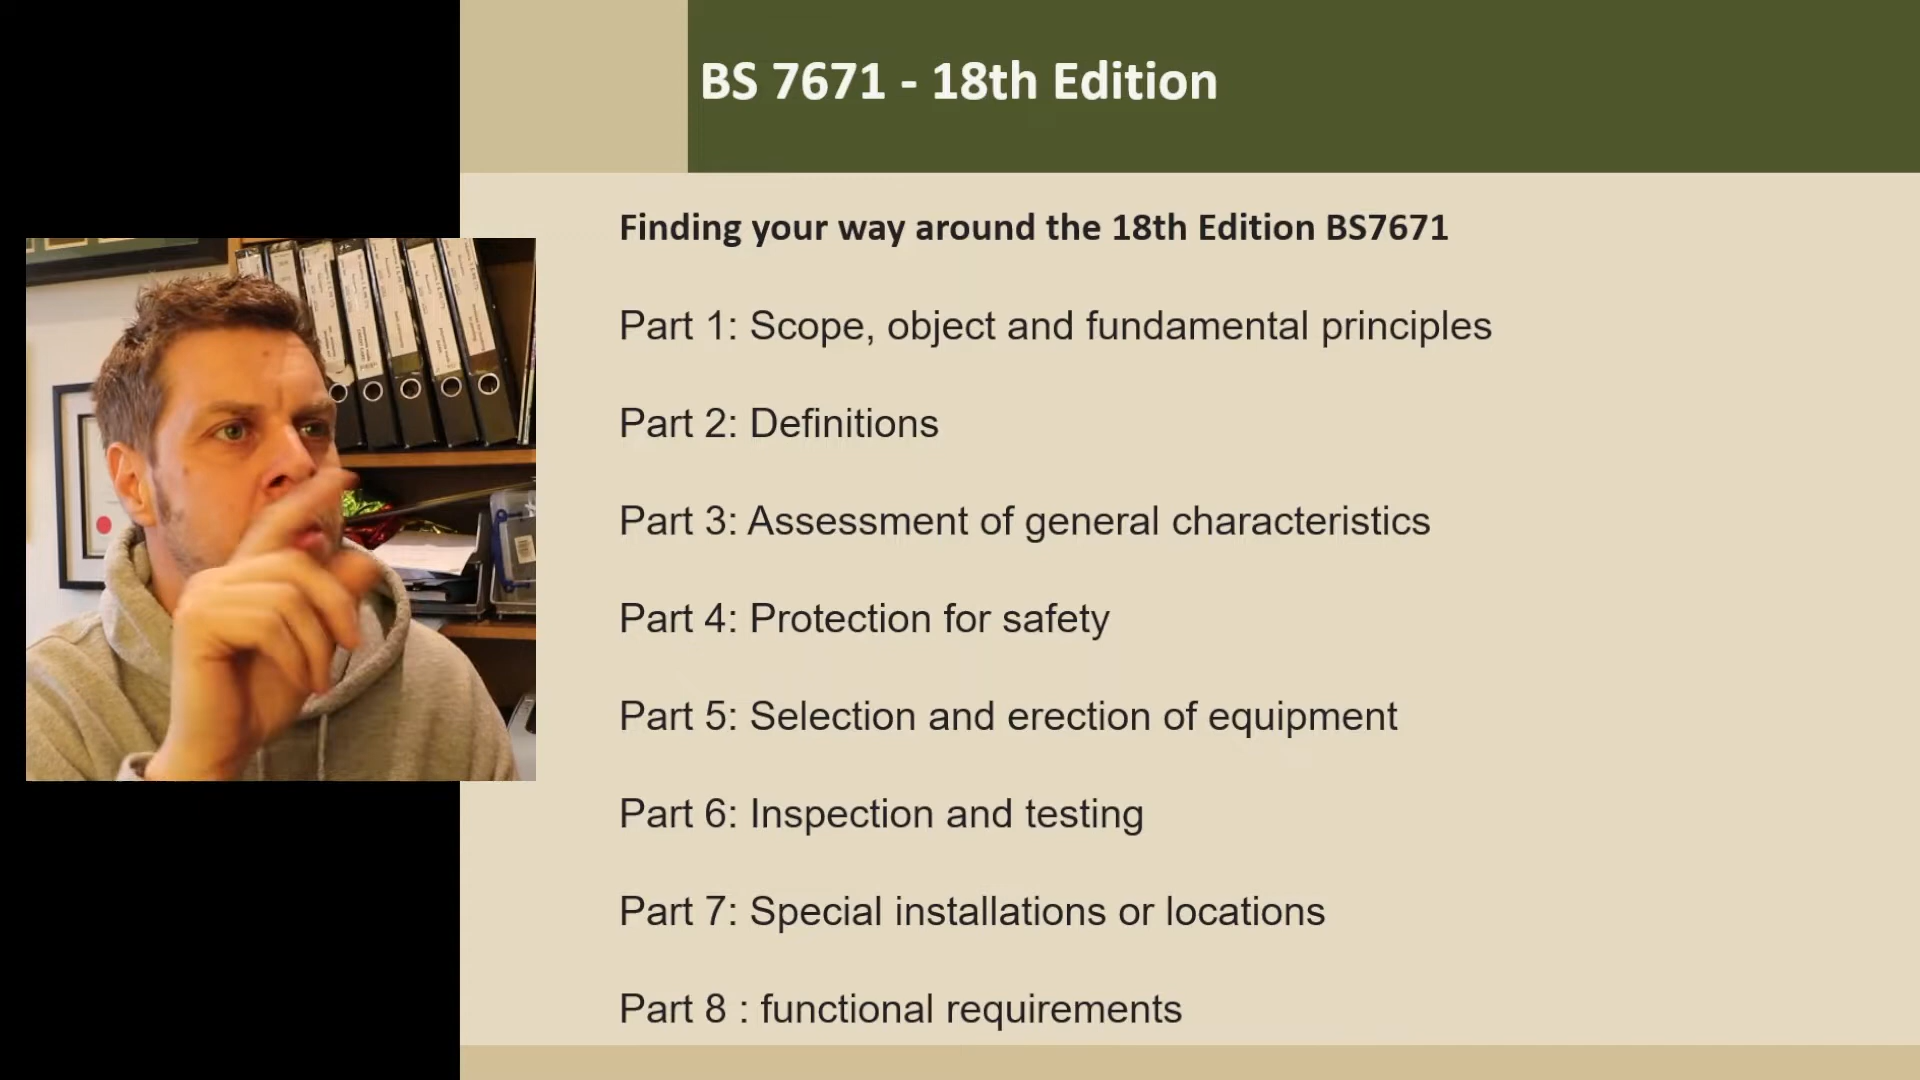 BS 7671 - 18th Edition
Finding your way around the 18th Edition BS7671
Part 1: Scope, object and fundamental principles
Part 2: Definitions
Part 3: Assessment of general characteristics
Part 4: Protection for safety
Part 5: Selection and erection of equipment
Part 6: Inspection and testing
Part 7: Special installations or locations
Part 8 : functional requirements